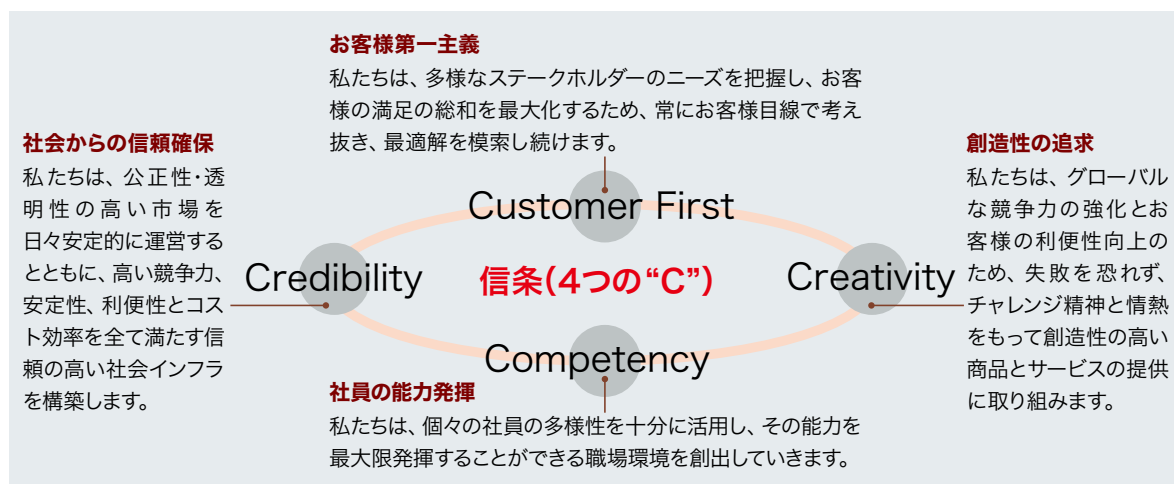 お客様第一主義
私たちは、多様なステークホルダーのニーズを把握し、お客
様の満足の総和を最大化するため、常にお客様目線で考え
抜き、最適解を模索し続けます。
Customer First
社会からの信頼確保
私たちは、公正性・透
明性の高い市場を
日々安定的に運営する
とともに、高い競争力、
安定性、利便性とコス
ト効率を全て満たす信
頼の高い社会インフラ
を構築します。
Credibility
信条(4つの“C”)
Creativity
創造性の追求
私たちは、グローバル
な競争力の強化とお
客様の利便性向上の
ため、失敗を恐れず、
チャレンジ精神と情熱
をもって創造性の高い
商品とサービスの提供
に取り組みます。
Competency
社員の能力発揮
私たちは、個々の社員の多様性を十分に活用し、その能力を
最大限発揮することができる職場環境を創出していきます。